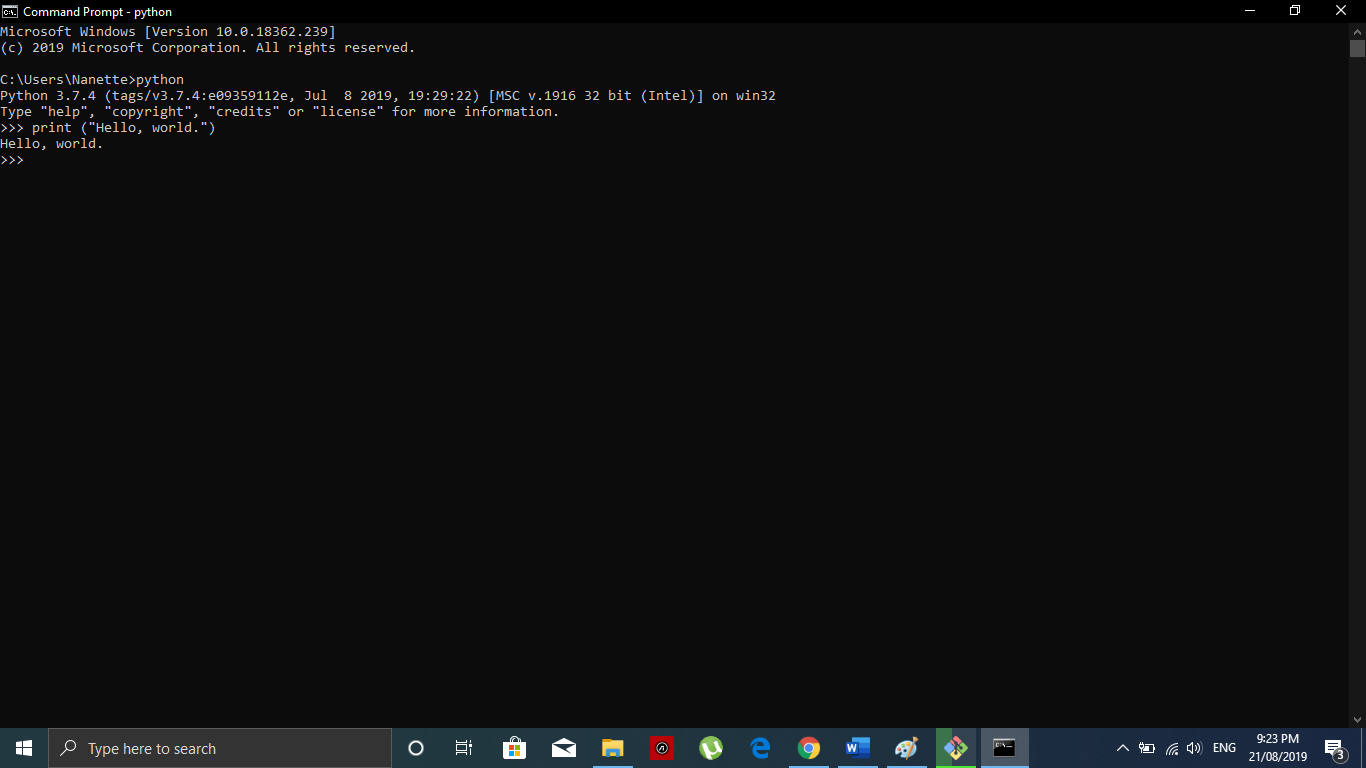 Command Prompt - python
Microsoft Windows [Version 10.0.18362.239]
(c) 2019 Microsoft Corporation. All rights reserved.
C:\Users\Nanette>python
Python 3.7.4 (tags/v3.7.4:e09359112e, Jul  8 2019, 19:29:22) [MSC v.1916 32 bit (Intel)] on win32
Type "help", "copyright", "credits" or "license" for more information.
>>> print ("Hello, world.")
Hello, world.
>>>
Type here to search
ENG
9:23 PM
21/08/2019
3